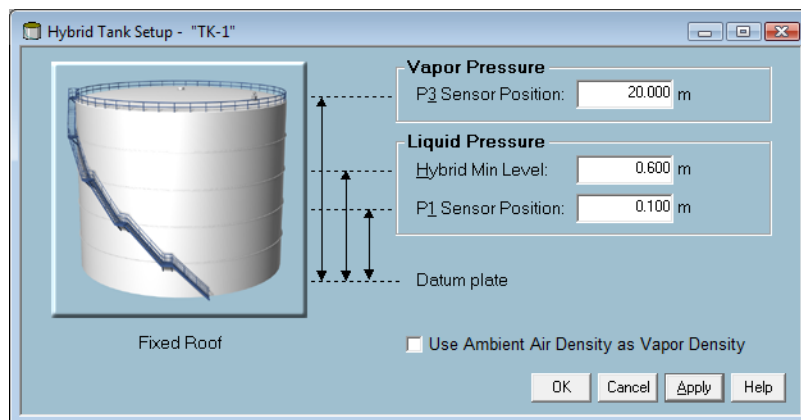 Hybrid Tank Setup - "TK-1"
Vapor Pressure
P3 Sensor Position: 20.000 m
Liquid Pressure
Hybrid Min Level: 0.600 m
P1 Sensor Position: 0.100 m
Datum plate
Fixed Roof
Use Ambient Air Density as Vapor Density
OK Cancel Apply Help